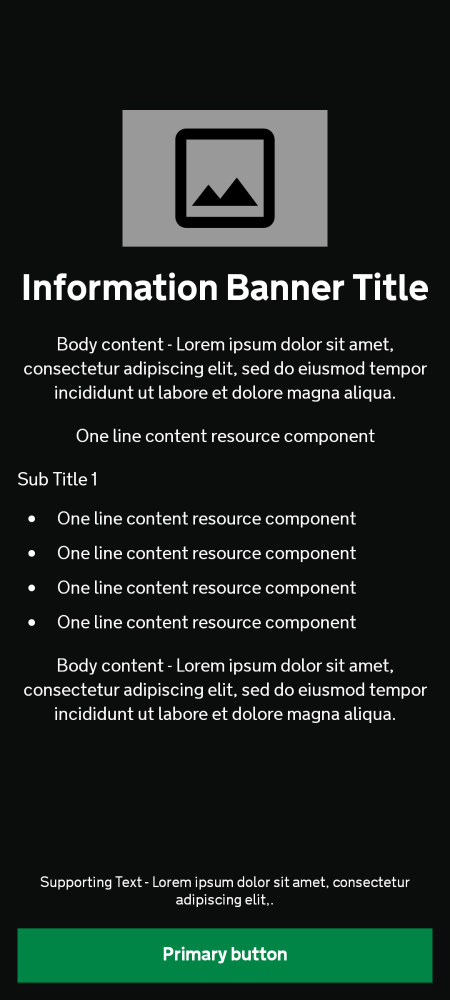 Information Banner Title
Body content - Lorem ipsum dolor sit amet,
consectetur adipiscing elit, sed do eiusmod tempor
incididunt ut labore et dolore magna aliqua.
One line content resource component
Sub Title 1
• One line content resource component
• One line content resource component
• One line content resource component
• One line content resource component
Body content - Lorem ipsum dolor sit amet,
consectetur adipiscing elit, sed do eiusmod tempor
incididunt ut labore et dolore magna aliqua.
Supporting Text - Lorem ipsum dolor sit amet, consectetur
adipiscing elit,.
Primary button